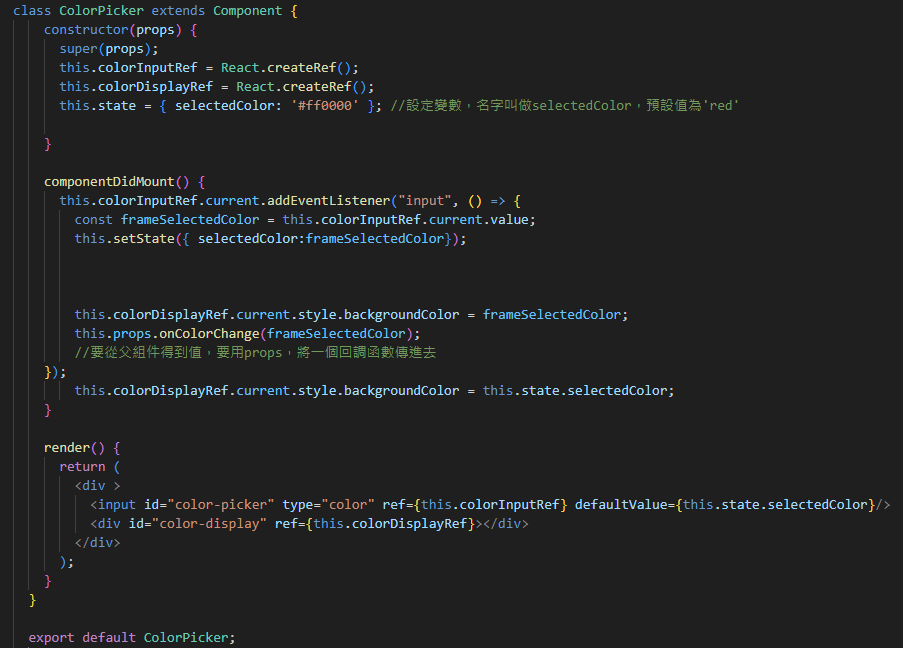 class ColorPicker extends Component {
constructor(props) {
super(props);
this.colorInputRef = React.createRef();
this.colorDisplayRef = React.createRef();
this.state = { selectedColor: '#ff0000' }; //設定變數，名字叫做selectedColor，預設值為'red'
}
componentDidMount() {
this.colorInputRef.current.addEventListener("input", () => {
const frameSelectedColor = this.colorInputRef.current.value;
this.setState({ selectedColor:frameSelectedColor});
this.colorDisplayRef.current.style.backgroundColor = frameSelectedColor;
this.props.onColorChange(frameSelectedColor);
//要從父組件得到值，要用props，將一個回調函數傳進去
});
this.colorDisplayRef.current.style.backgroundColor = this.state.selectedColor;
}
render() {
return (
<div >
<input id="color-picker" type="color" ref={this.colorInputRef} defaultValue={this.state.selectedColor}/>
<div id="color-display" ref={this.colorDisplayRef}></div>
</div>
);
}
}
export default ColorPicker;